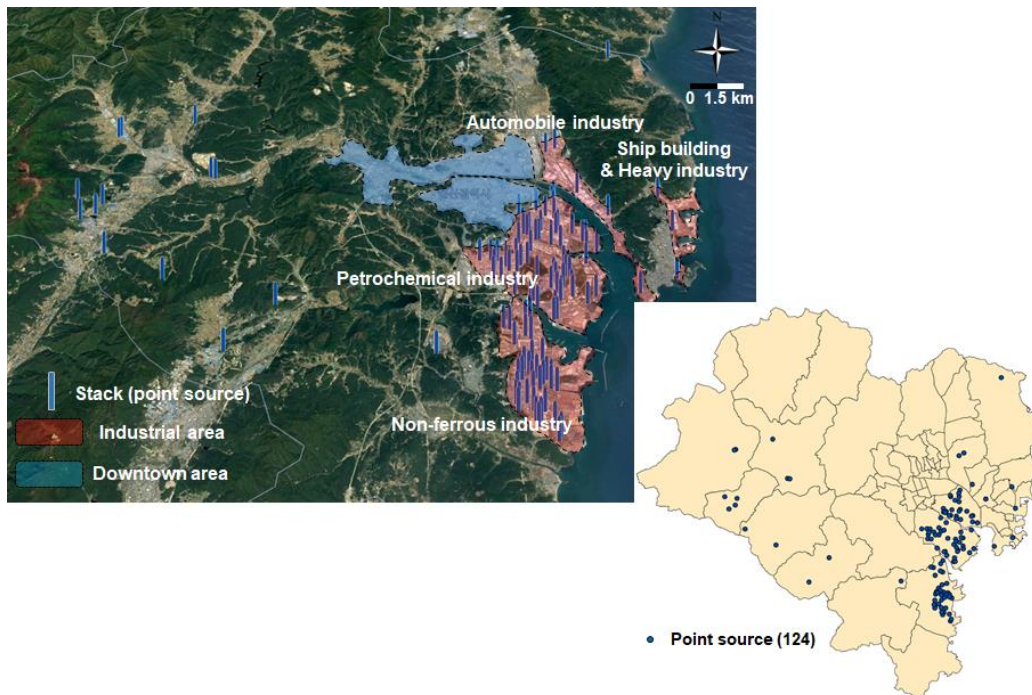 N
0 1.5 km
Automobile industry
Ship building
& Heavy industry
Petrochemical industry
Stack (point source)
Industrial area
Non-ferrous industry
Downtown area
Point source (124)